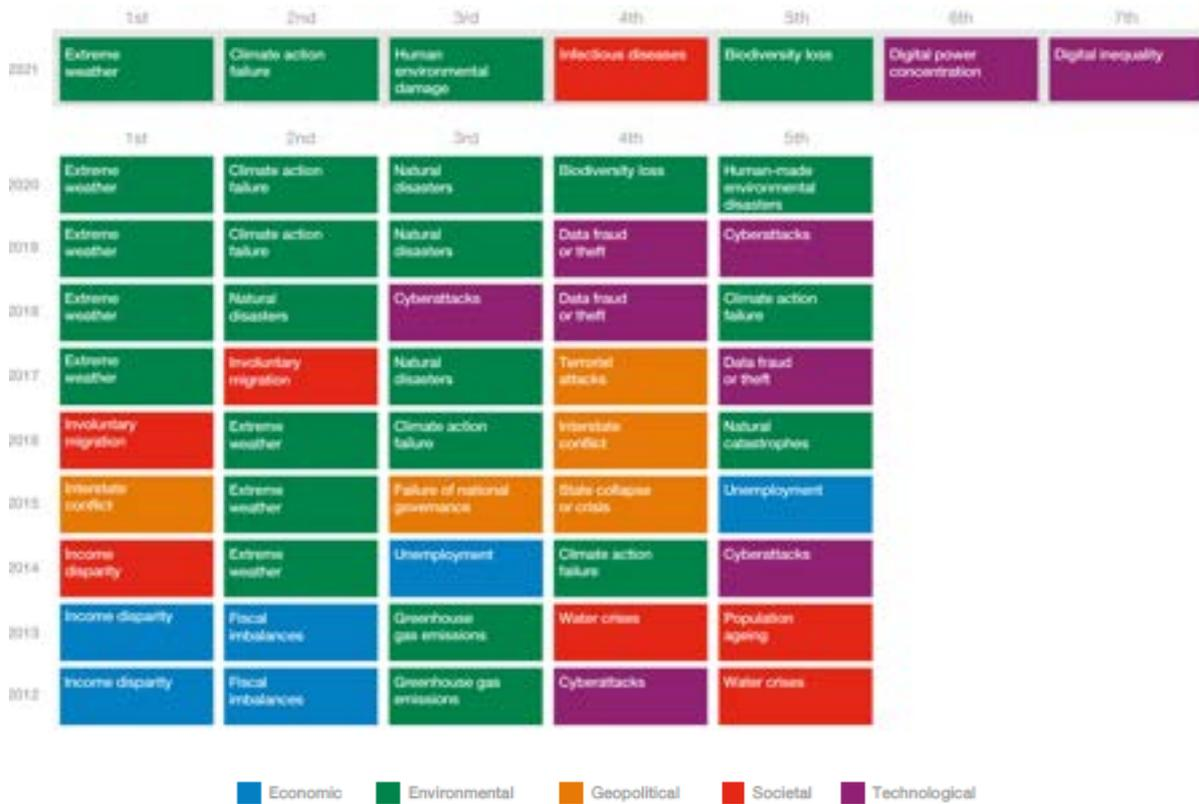 1st 2nd 3rd 4th 5th 6th 7th
2021
Extreme
weather
Climate action
failure
Human
environmental
damage
Infectious diseases
Biodiversity loss
Digital power
concentration
Digital inequality
1st 2nd 3rd 4th 5th
2020
Extreme
weather
Climate action
failure
Natural
disasters
Biodiversity loss
Human-made
environmental
disasters
2019
Extreme
weather
Climate action
failure
Natural
disasters
Data fraud
or theft
Cyberattacks
2018
Extreme
weather
Natural
disasters
Cyberattacks
Data fraud
or theft
Climate action
failure
2017
Extreme
weather
Involuntary
migration
Natural
disasters
Terrorist
attacks
Data fraud
or theft
2016
Involuntary
migration
Extreme
weather
Climate action
failure
Interstate
conflict
Natural
catastrophes
2015
Interstate
conflict
Extreme
weather
Failure of national
governance
State collapse
or crisis
Unemployment
2014
Income
disparity
Extreme
weather
Unemployment
Climate action
failure
Cyberattacks
2013
Income disparity
Fiscal
imbalances
Greenhouse
gas emissions
Water crises
Population
ageing
2012
Income disparity
Fiscal
imbalances
Greenhouse gas
emissions
Cyberattacks
Water crises
Economic Environmental Geopolitical Societal Technological